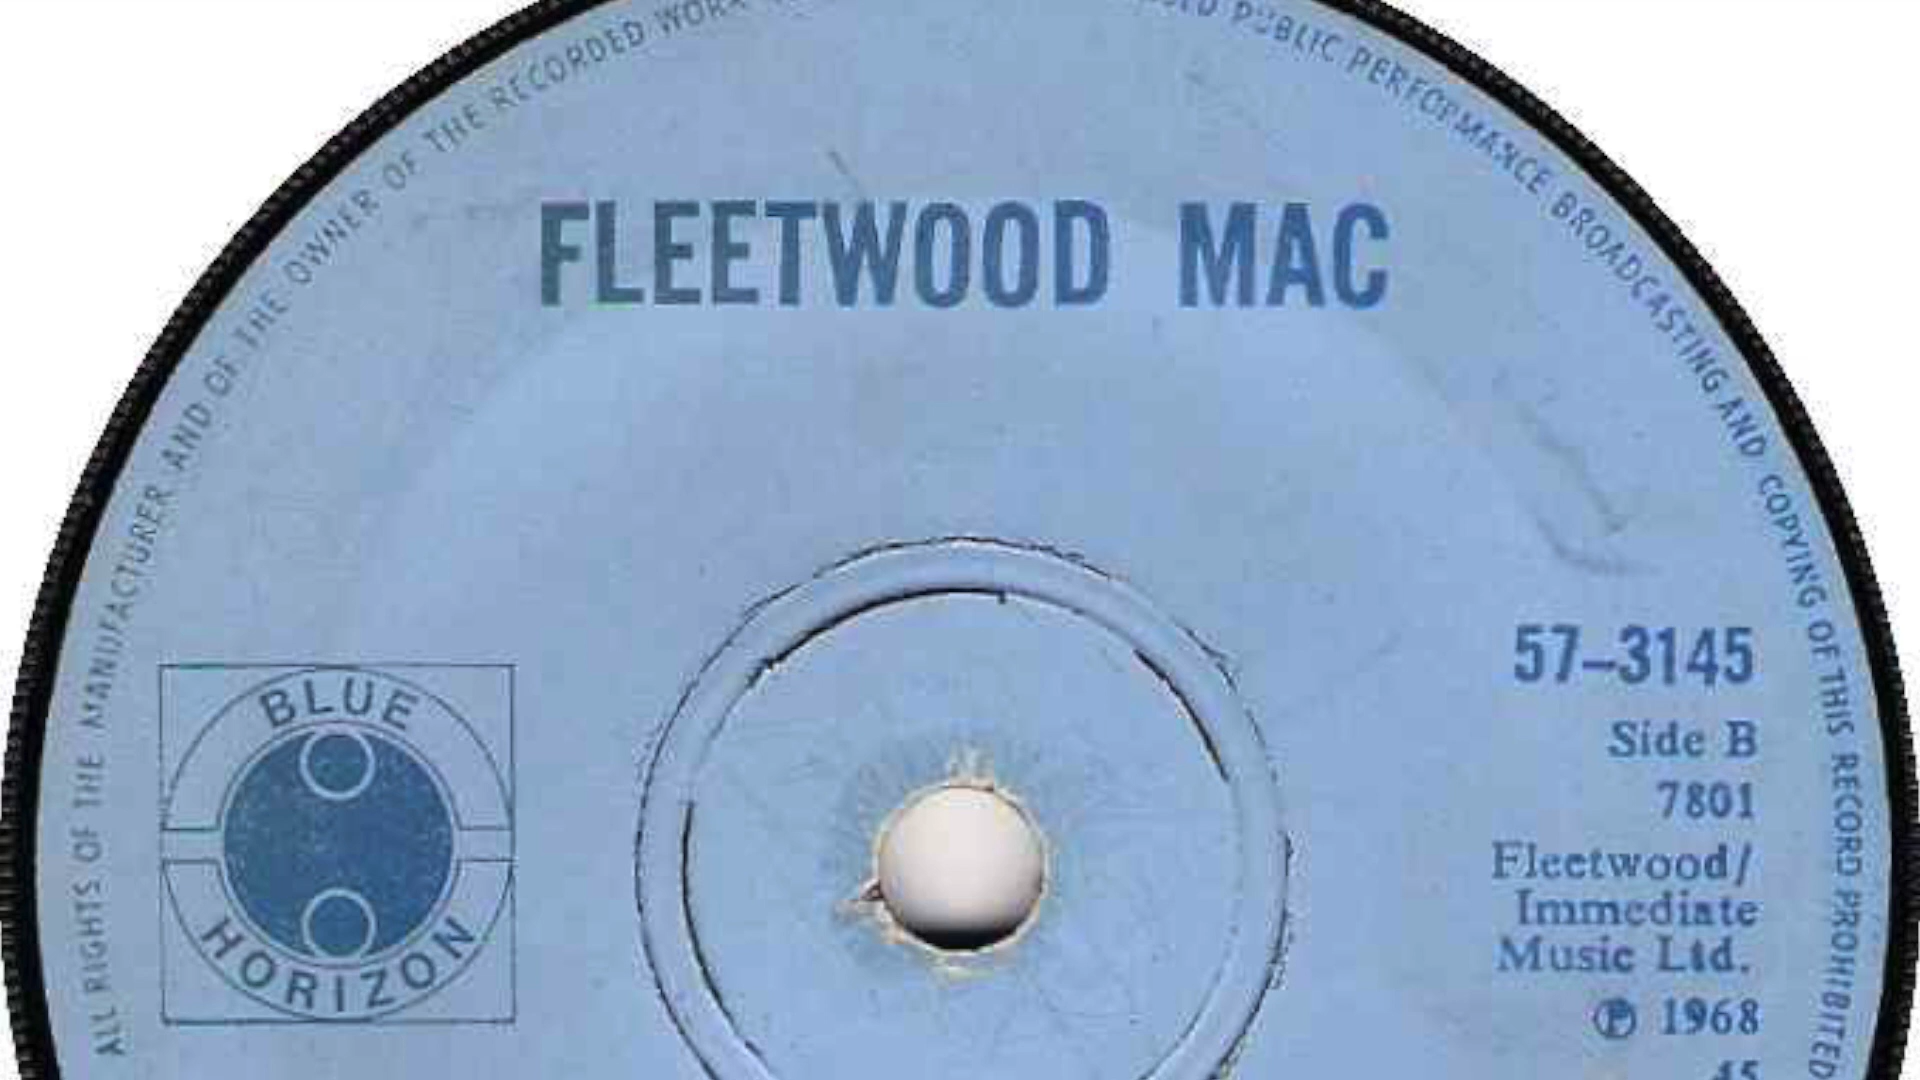 ALL RIGHTS OF THE MANUFACTURER AND OF THE OWNER OF THE RECORDED WORK
PUBLIC PERFORMANCE BROADCASTING AND COPYING OF THIS RECORD PROHIBITED
FLEETWOOD MAC
BLUE
HORIZON
57-3145
Side B
7801
Fleetwood/
Immediate
Music Ltd.
℗ 1968
45